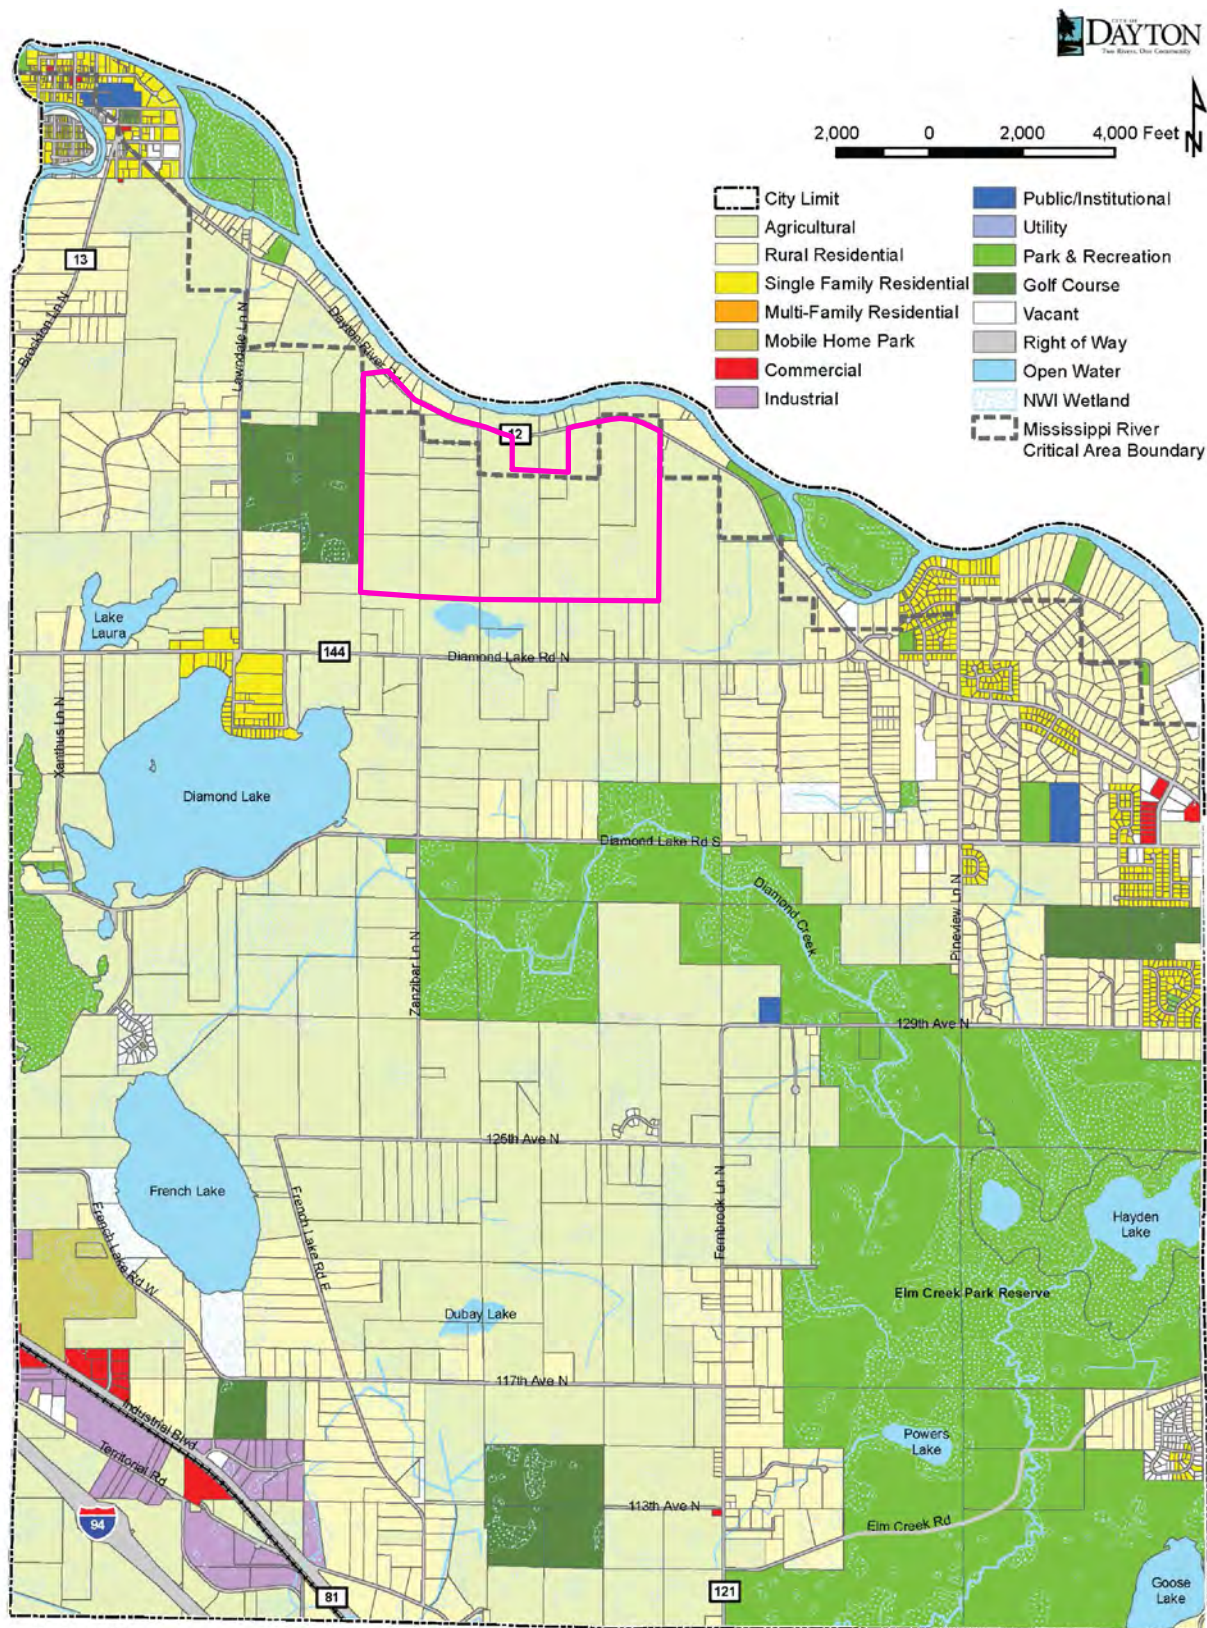 CITY OF
DAYTON
Two Rivers, One Community
N
2,000 0 2,000 4,000 Feet
City Limit
Agricultural
Rural Residential
Single Family Residential
Multi-Family Residential
Mobile Home Park
Commercial
Industrial
Public/Institutional
Utility
Park & Recreation
Golf Course
Vacant
Right of Way
Open Water
NWI Wetland
Mississippi River
Critical Area Boundary
13
Brockton Ln N
Lawndale Ln N
Dayton River Rd
12
Lake
Laura
144
Diamond Lake Rd N
Xanthus Ln N
Diamond Lake
Diamond Lake Rd S
Diamond Creek
Pineview Ln N
Zanzibar Ln N
129th Ave N
125th Ave N
French Lake
French Lake Rd W
French Lake Rd E
Fernbrook Ln N
Hayden
Lake
Elm Creek Park Reserve
Dubay Lake
117th Ave N
Industrial Blvd
Territorial Rd
Powers
Lake
113th Ave N
Elm Creek Rd
94
81
121
Goose
Lake